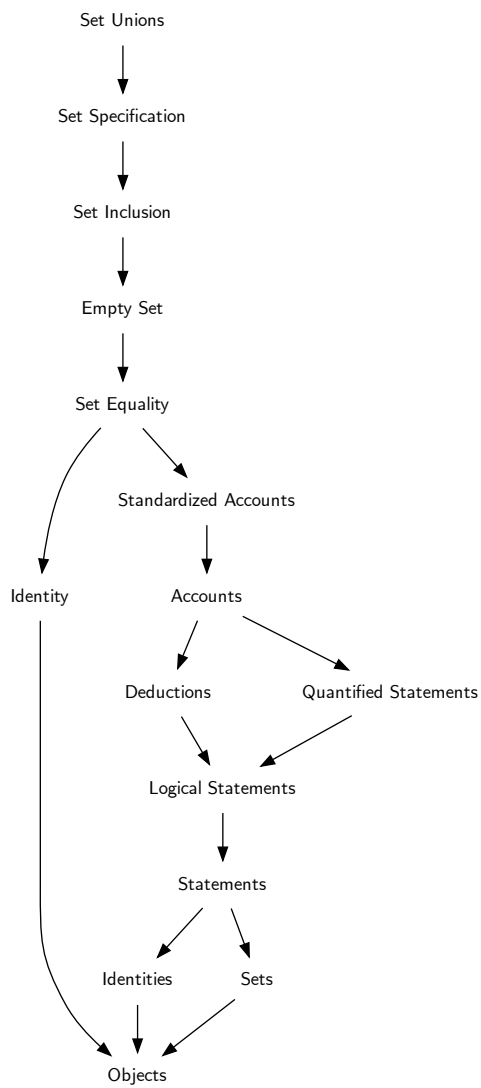 Set Unions
Set Specification
Set Inclusion
Empty Set
Set Equality
Standardized Accounts
Identity
Accounts
Deductions
Quantified Statements
Logical Statements
Statements
Identities
Sets
Objects